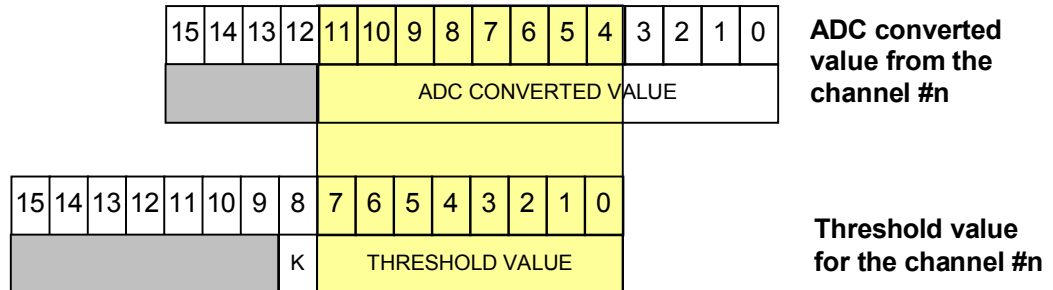 15 14 13 12 11 10 9 8 7 6 5 4 3 2 1 0
ADC CONVERTED VALUE
ADC converted
value from the
channel #n
15 14 13 12 11 10 9 8 7 6 5 4 3 2 1 0
K THRESHOLD VALUE
Threshold value
for the channel #n